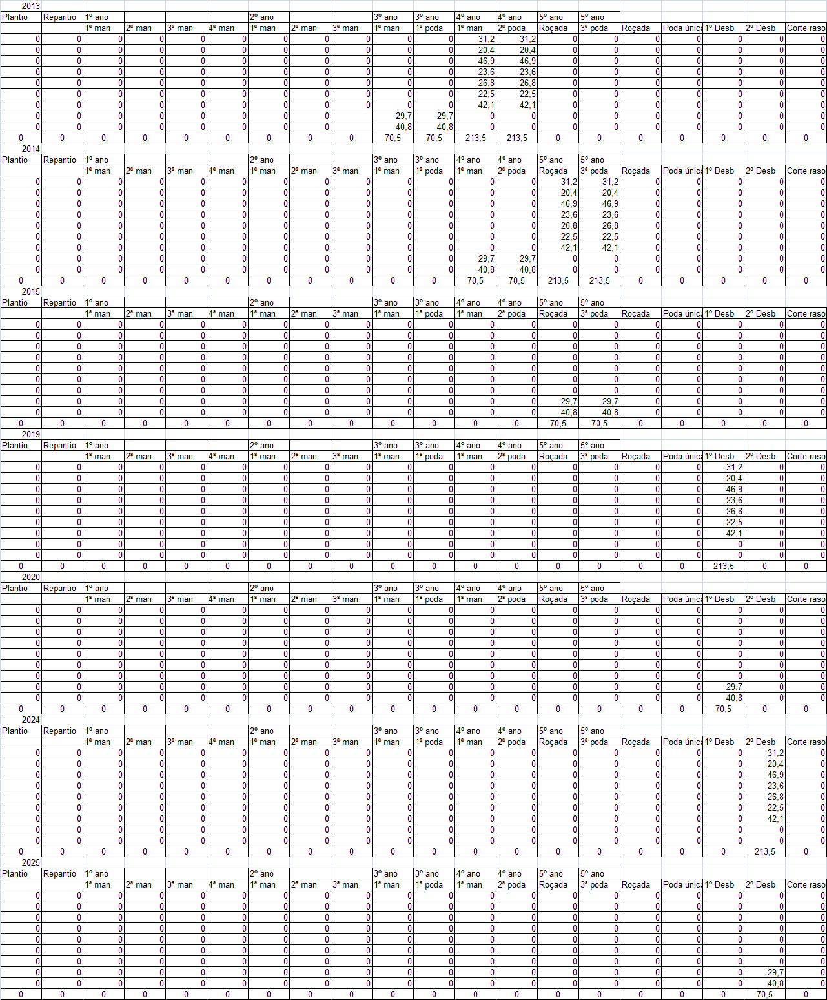 2013
Plantio Repantio 1º ano 2º ano 3º ano 3º ano 4º ano 4º ano 5º ano 5º ano
1ª man 2ª man 3ª man 4ª man 1ª man 2ª man 3ª man 1ª man 1ª poda 1ª man 2ª poda Roçada 3ª poda Roçada Poda única 1º Desb 2º Desb Corte raso
0 0 0 0 0 0 0 0 0 0 0 31,2 31,2 0 0 0 0 0 0 0
0 0 0 0 0 0 0 0 0 0 0 20,4 20,4 0 0 0 0 0 0 0
0 0 0 0 0 0 0 0 0 0 0 46,9 46,9 0 0 0 0 0 0 0
0 0 0 0 0 0 0 0 0 0 0 23,6 23,6 0 0 0 0 0 0 0
0 0 0 0 0 0 0 0 0 0 0 26,8 26,8 0 0 0 0 0 0 0
0 0 0 0 0 0 0 0 0 0 0 22,5 22,5 0 0 0 0 0 0 0
0 0 0 0 0 0 0 0 0 0 0 42,1 42,1 0 0 0 0 0 0 0
0 0 0 0 0 0 0 0 29,7 29,7 0 0 0 0 0 0 0 0 0
0 0 0 0 0 0 0 0 40,8 40,8 0 0 0 0 0 0 0 0 0
0 0 0 0 0 0 0 0 0 70,5 70,5 213,5 213,5 0 0 0 0 0 0 0
2014
Plantio Repantio 1º ano 2º ano 3º ano 3º ano 4º ano 4º ano 5º ano 5º ano
1ª man 2ª man 3ª man 4ª man 1ª man 2ª man 3ª man 1ª man 1ª poda 1ª man 2ª poda Roçada 3ª poda Roçada Poda única 1º Desb 2º Desb Corte raso
0 0 0 0 0 0 0 0 0 0 0 0 0 31,2 31,2 0 0 0 0 0
0 0 0 0 0 0 0 0 0 0 0 0 0 20,4 20,4 0 0 0 0 0
0 0 0 0 0 0 0 0 0 0 0 0 0 46,9 46,9 0 0 0 0 0
0 0 0 0 0 0 0 0 0 0 0 0 0 23,6 23,6 0 0 0 0 0
0 0 0 0 0 0 0 0 0 0 0 0 0 26,8 26,8 0 0 0 0 0
0 0 0 0 0 0 0 0 0 0 0 0 0 22,5 22,5 0 0 0 0 0
0 0 0 0 0 0 0 0 0 0 0 0 0 42,1 42,1 0 0 0 0 0
0 0 0 0 0 0 0 0 0 0 0 29,7 29,7 0 0 0 0 0 0 0
0 0 0 0 0 0 0 0 0 0 0 40,8 40,8 0 0 0 0 0 0 0
0 0 0 0 0 0 0 0 0 0 0 70,5 70,5 213,5 213,5 0 0 0 0 0
2015
Plantio Repantio 1º ano 2º ano 3º ano 3º ano 4º ano 4º ano 5º ano 5º ano
1ª man 2ª man 3ª man 4ª man 1ª man 2ª man 3ª man 1ª man 1ª poda 1ª man 2ª poda Roçada 3ª poda Roçada Poda única 1º Desb 2º Desb Corte raso
0 0 0 0 0 0 0 0 0 0 0 0 0 0 0 0 0 0 0 0
0 0 0 0 0 0 0 0 0 0 0 0 0 0 0 0 0 0 0 0
0 0 0 0 0 0 0 0 0 0 0 0 0 0 0 0 0 0 0 0
0 0 0 0 0 0 0 0 0 0 0 0 0 0 0 0 0 0 0 0
0 0 0 0 0 0 0 0 0 0 0 0 0 0 0 0 0 0 0 0
0 0 0 0 0 0 0 0 0 0 0 0 0 0 0 0 0 0 0 0
0 0 0 0 0 0 0 0 0 0 0 0 0 0 0 0 0 0 0 0
0 0 0 0 0 0 0 0 0 0 0 0 0 29,7 29,7 0 0 0 0 0
0 0 0 0 0 0 0 0 0 0 0 0 0 40,8 40,8 0 0 0 0 0
0 0 0 0 0 0 0 0 0 0 0 0 0 70,5 70,5 0 0 0 0 0
2019
Plantio Repantio 1º ano 2º ano 3º ano 3º ano 4º ano 4º ano 5º ano 5º ano
1ª man 2ª man 3ª man 4ª man 1ª man 2ª man 3ª man 1ª man 1ª poda 1ª man 2ª poda Roçada 3ª poda Roçada Poda única 1º Desb 2º Desb Corte raso
0 0 0 0 0 0 0 0 0 0 0 0 0 0 0 0 0 31,2 0 0
0 0 0 0 0 0 0 0 0 0 0 0 0 0 0 0 0 20,4 0 0
0 0 0 0 0 0 0 0 0 0 0 0 0 0 0 0 0 46,9 0 0
0 0 0 0 0 0 0 0 0 0 0 0 0 0 0 0 0 23,6 0 0
0 0 0 0 0 0 0 0 0 0 0 0 0 0 0 0 0 26,8 0 0
0 0 0 0 0 0 0 0 0 0 0 0 0 0 0 0 0 22,5 0 0
0 0 0 0 0 0 0 0 0 0 0 0 0 0 0 0 0 42,1 0 0
0 0 0 0 0 0 0 0 0 0 0 0 0 0 0 0 0 0 0 0
0 0 0 0 0 0 0 0 0 0 0 0 0 0 0 0 0 0 0 0
0 0 0 0 0 0 0 0 0 0 0 0 0 0 0 0 0 213,5 0 0
2020
Plantio Repantio 1º ano 2º ano 3º ano 3º ano 4º ano 4º ano 5º ano 5º ano
1ª man 2ª man 3ª man 4ª man 1ª man 2ª man 3ª man 1ª man 1ª poda 1ª man 2ª poda Roçada 3ª poda Roçada Poda única 1º Desb 2º Desb Corte raso
0 0 0 0 0 0 0 0 0 0 0 0 0 0 0 0 0 0 0 0
0 0 0 0 0 0 0 0 0 0 0 0 0 0 0 0 0 0 0 0
0 0 0 0 0 0 0 0 0 0 0 0 0 0 0 0 0 0 0 0
0 0 0 0 0 0 0 0 0 0 0 0 0 0 0 0 0 0 0 0
0 0 0 0 0 0 0 0 0 0 0 0 0 0 0 0 0 0 0 0
0 0 0 0 0 0 0 0 0 0 0 0 0 0 0 0 0 0 0 0
0 0 0 0 0 0 0 0 0 0 0 0 0 0 0 0 0 0 0 0
0 0 0 0 0 0 0 0 0 0 0 0 0 0 0 0 0 29,7 0 0
0 0 0 0 0 0 0 0 0 0 0 0 0 0 0 0 0 40,8 0 0
0 0 0 0 0 0 0 0 0 0 0 0 0 0 0 0 0 70,5 0 0
2024
Plantio Repantio 1º ano 2º ano 3º ano 3º ano 4º ano 4º ano 5º ano 5º ano
1ª man 2ª man 3ª man 4ª man 1ª man 2ª man 3ª man 1ª man 1ª poda 1ª man 2ª poda Roçada 3ª poda Roçada Poda única 1º Desb 2º Desb Corte raso
0 0 0 0 0 0 0 0 0 0 0 0 0 0 0 0 0 0 31,2 0
0 0 0 0 0 0 0 0 0 0 0 0 0 0 0 0 0 0 20,4 0
0 0 0 0 0 0 0 0 0 0 0 0 0 0 0 0 0 0 46,9 0
0 0 0 0 0 0 0 0 0 0 0 0 0 0 0 0 0 0 23,6 0
0 0 0 0 0 0 0 0 0 0 0 0 0 0 0 0 0 0 26,8 0
0 0 0 0 0 0 0 0 0 0 0 0 0 0 0 0 0 0 22,5 0
0 0 0 0 0 0 0 0 0 0 0 0 0 0 0 0 0 0 42,1 0
0 0 0 0 0 0 0 0 0 0 0 0 0 0 0 0 0 0 0 0
0 0 0 0 0 0 0 0 0 0 0 0 0 0 0 0 0 0 0 0
0 0 0 0 0 0 0 0 0 0 0 0 0 0 0 0 0 0 213,5 0
2025
Plantio Repantio 1º ano 2º ano 3º ano 3º ano 4º ano 4º ano 5º ano 5º ano
1ª man 2ª man 3ª man 4ª man 1ª man 2ª man 3ª man 1ª man 1ª poda 1ª man 2ª poda Roçada 3ª poda Roçada Poda única 1º Desb 2º Desb Corte raso
0 0 0 0 0 0 0 0 0 0 0 0 0 0 0 0 0 0 0 0
0 0 0 0 0 0 0 0 0 0 0 0 0 0 0 0 0 0 0 0
0 0 0 0 0 0 0 0 0 0 0 0 0 0 0 0 0 0 0 0
0 0 0 0 0 0 0 0 0 0 0 0 0 0 0 0 0 0 0 0
0 0 0 0 0 0 0 0 0 0 0 0 0 0 0 0 0 0 0 0
0 0 0 0 0 0 0 0 0 0 0 0 0 0 0 0 0 0 0 0
0 0 0 0 0 0 0 0 0 0 0 0 0 0 0 0 0 0 0 0
0 0 0 0 0 0 0 0 0 0 0 0 0 0 0 0 0 0 29,7 0
0 0 0 0 0 0 0 0 0 0 0 0 0 0 0 0 0 0 40,8 0
0 0 0 0 0 0 0 0 0 0 0 0 0 0 0 0 0 0 70,5 0